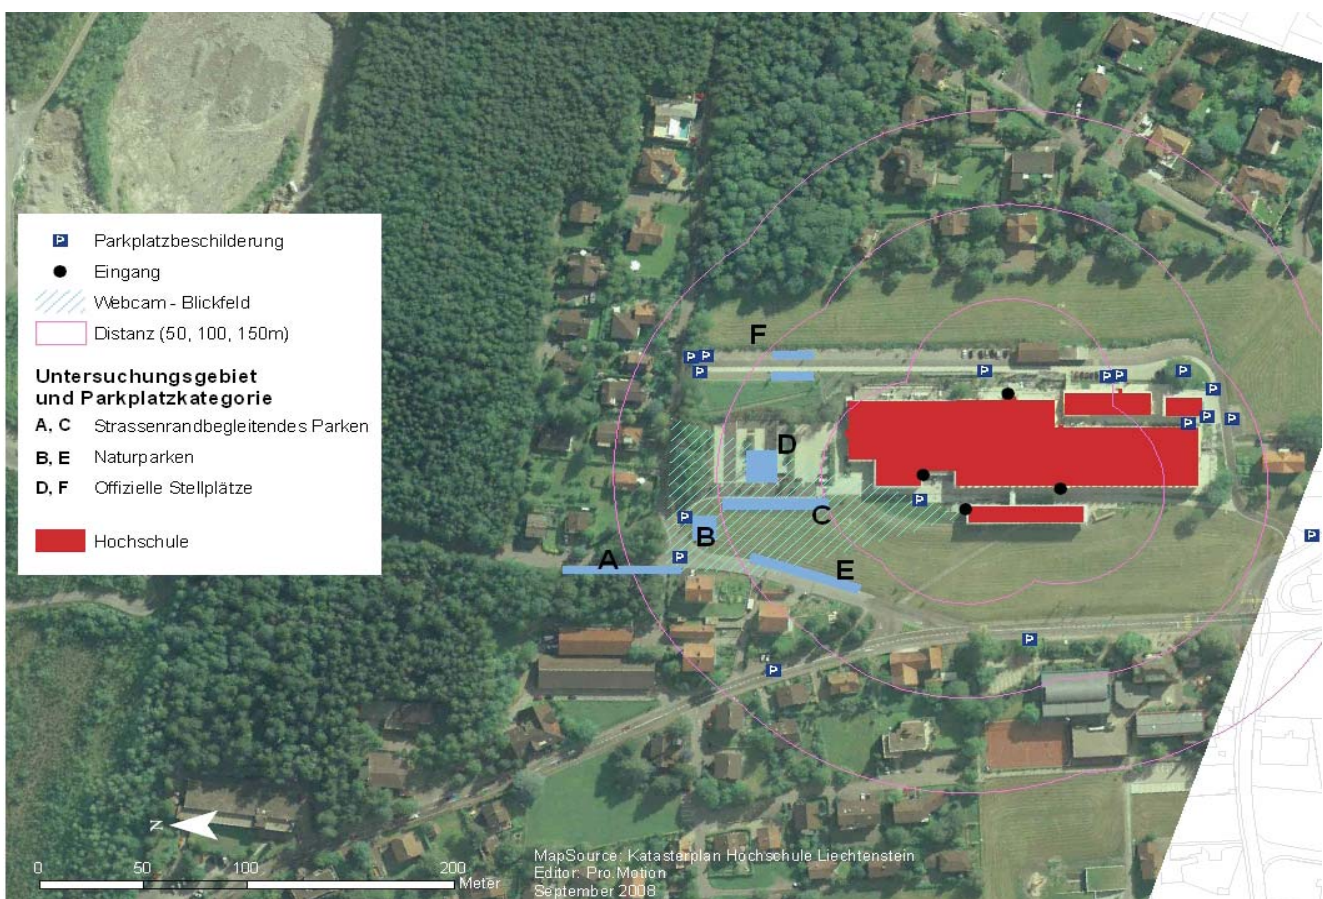 Parkplatzbeschilderung
Eingang
Webcam - Blickfeld
Distanz (50, 100, 150m)
Untersuchungsgebiet
und Parkplatzkategorie
A, C Strassenrandbegleitendes Parken
B, E Naturparken
D, F Offizielle Stellplätze
Hochschule
F
D
C
B
A
E
N
0 50 100 200
Meter
MapSource: Katasterplan Hochschule Liechtenstein
Editor: Pro.Motion
September 2008